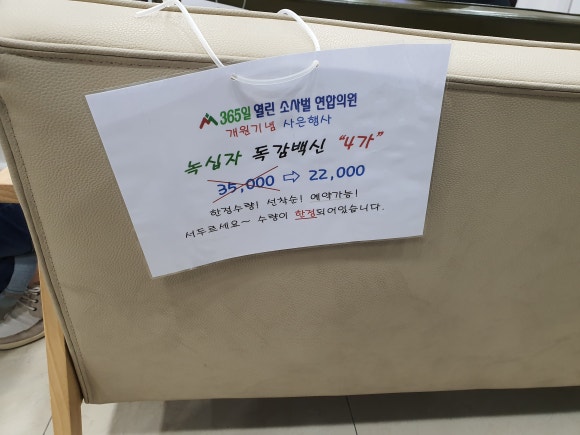 365일 열린 소사벌 연합의원
개원기념 사은행사
녹십자 독감백신 "4가"
35,000 ⇨ 22,000
한정수량! 선착순! 예약가능!
서두르세요~ 수량이 한정되어있습니다.